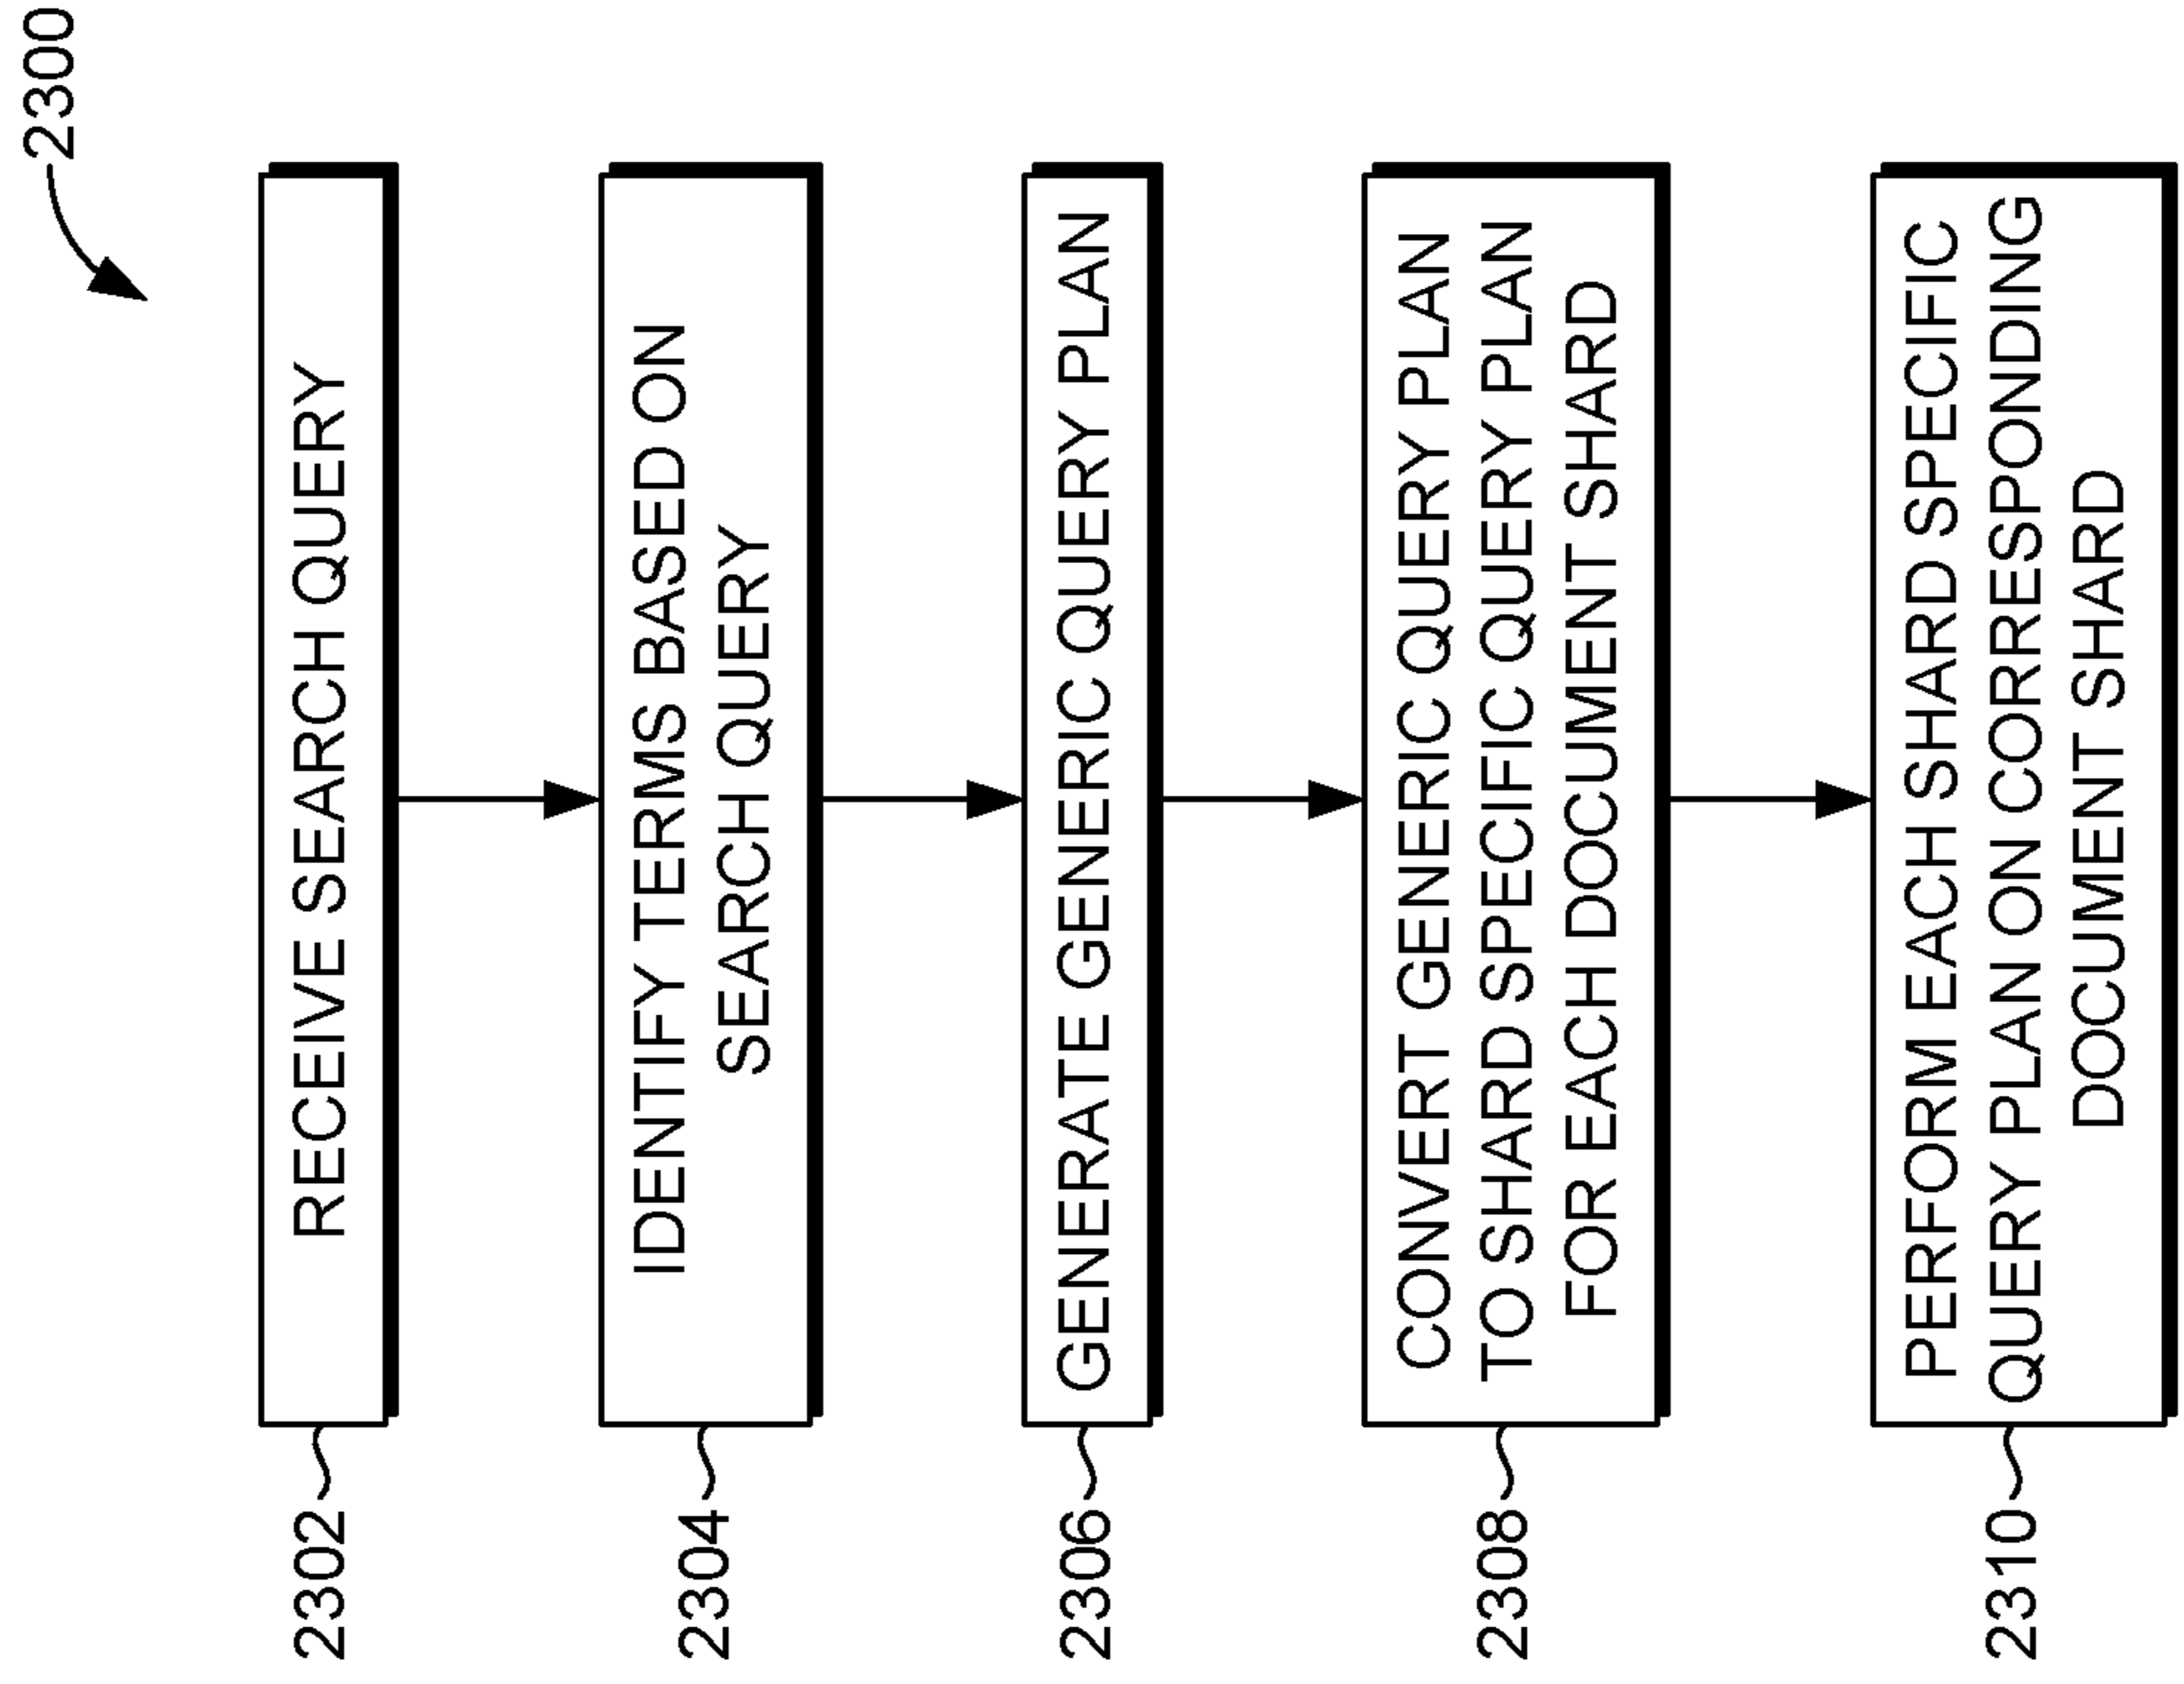 2300
2302
RECEIVE SEARCH QUERY
2304
IDENTIFY TERMS BASED ON
SEARCH QUERY
2306
GENERATE GENERIC QUERY PLAN
2308
CONVERT GENERIC QUERY PLAN
TO SHARD SPECIFIC QUERY PLAN
FOR EACH DOCUMENT SHARD
2310
PERFORM EACH SHARD SPECIFIC
QUERY PLAN ON CORRESPONDING
DOCUMENT SHARD